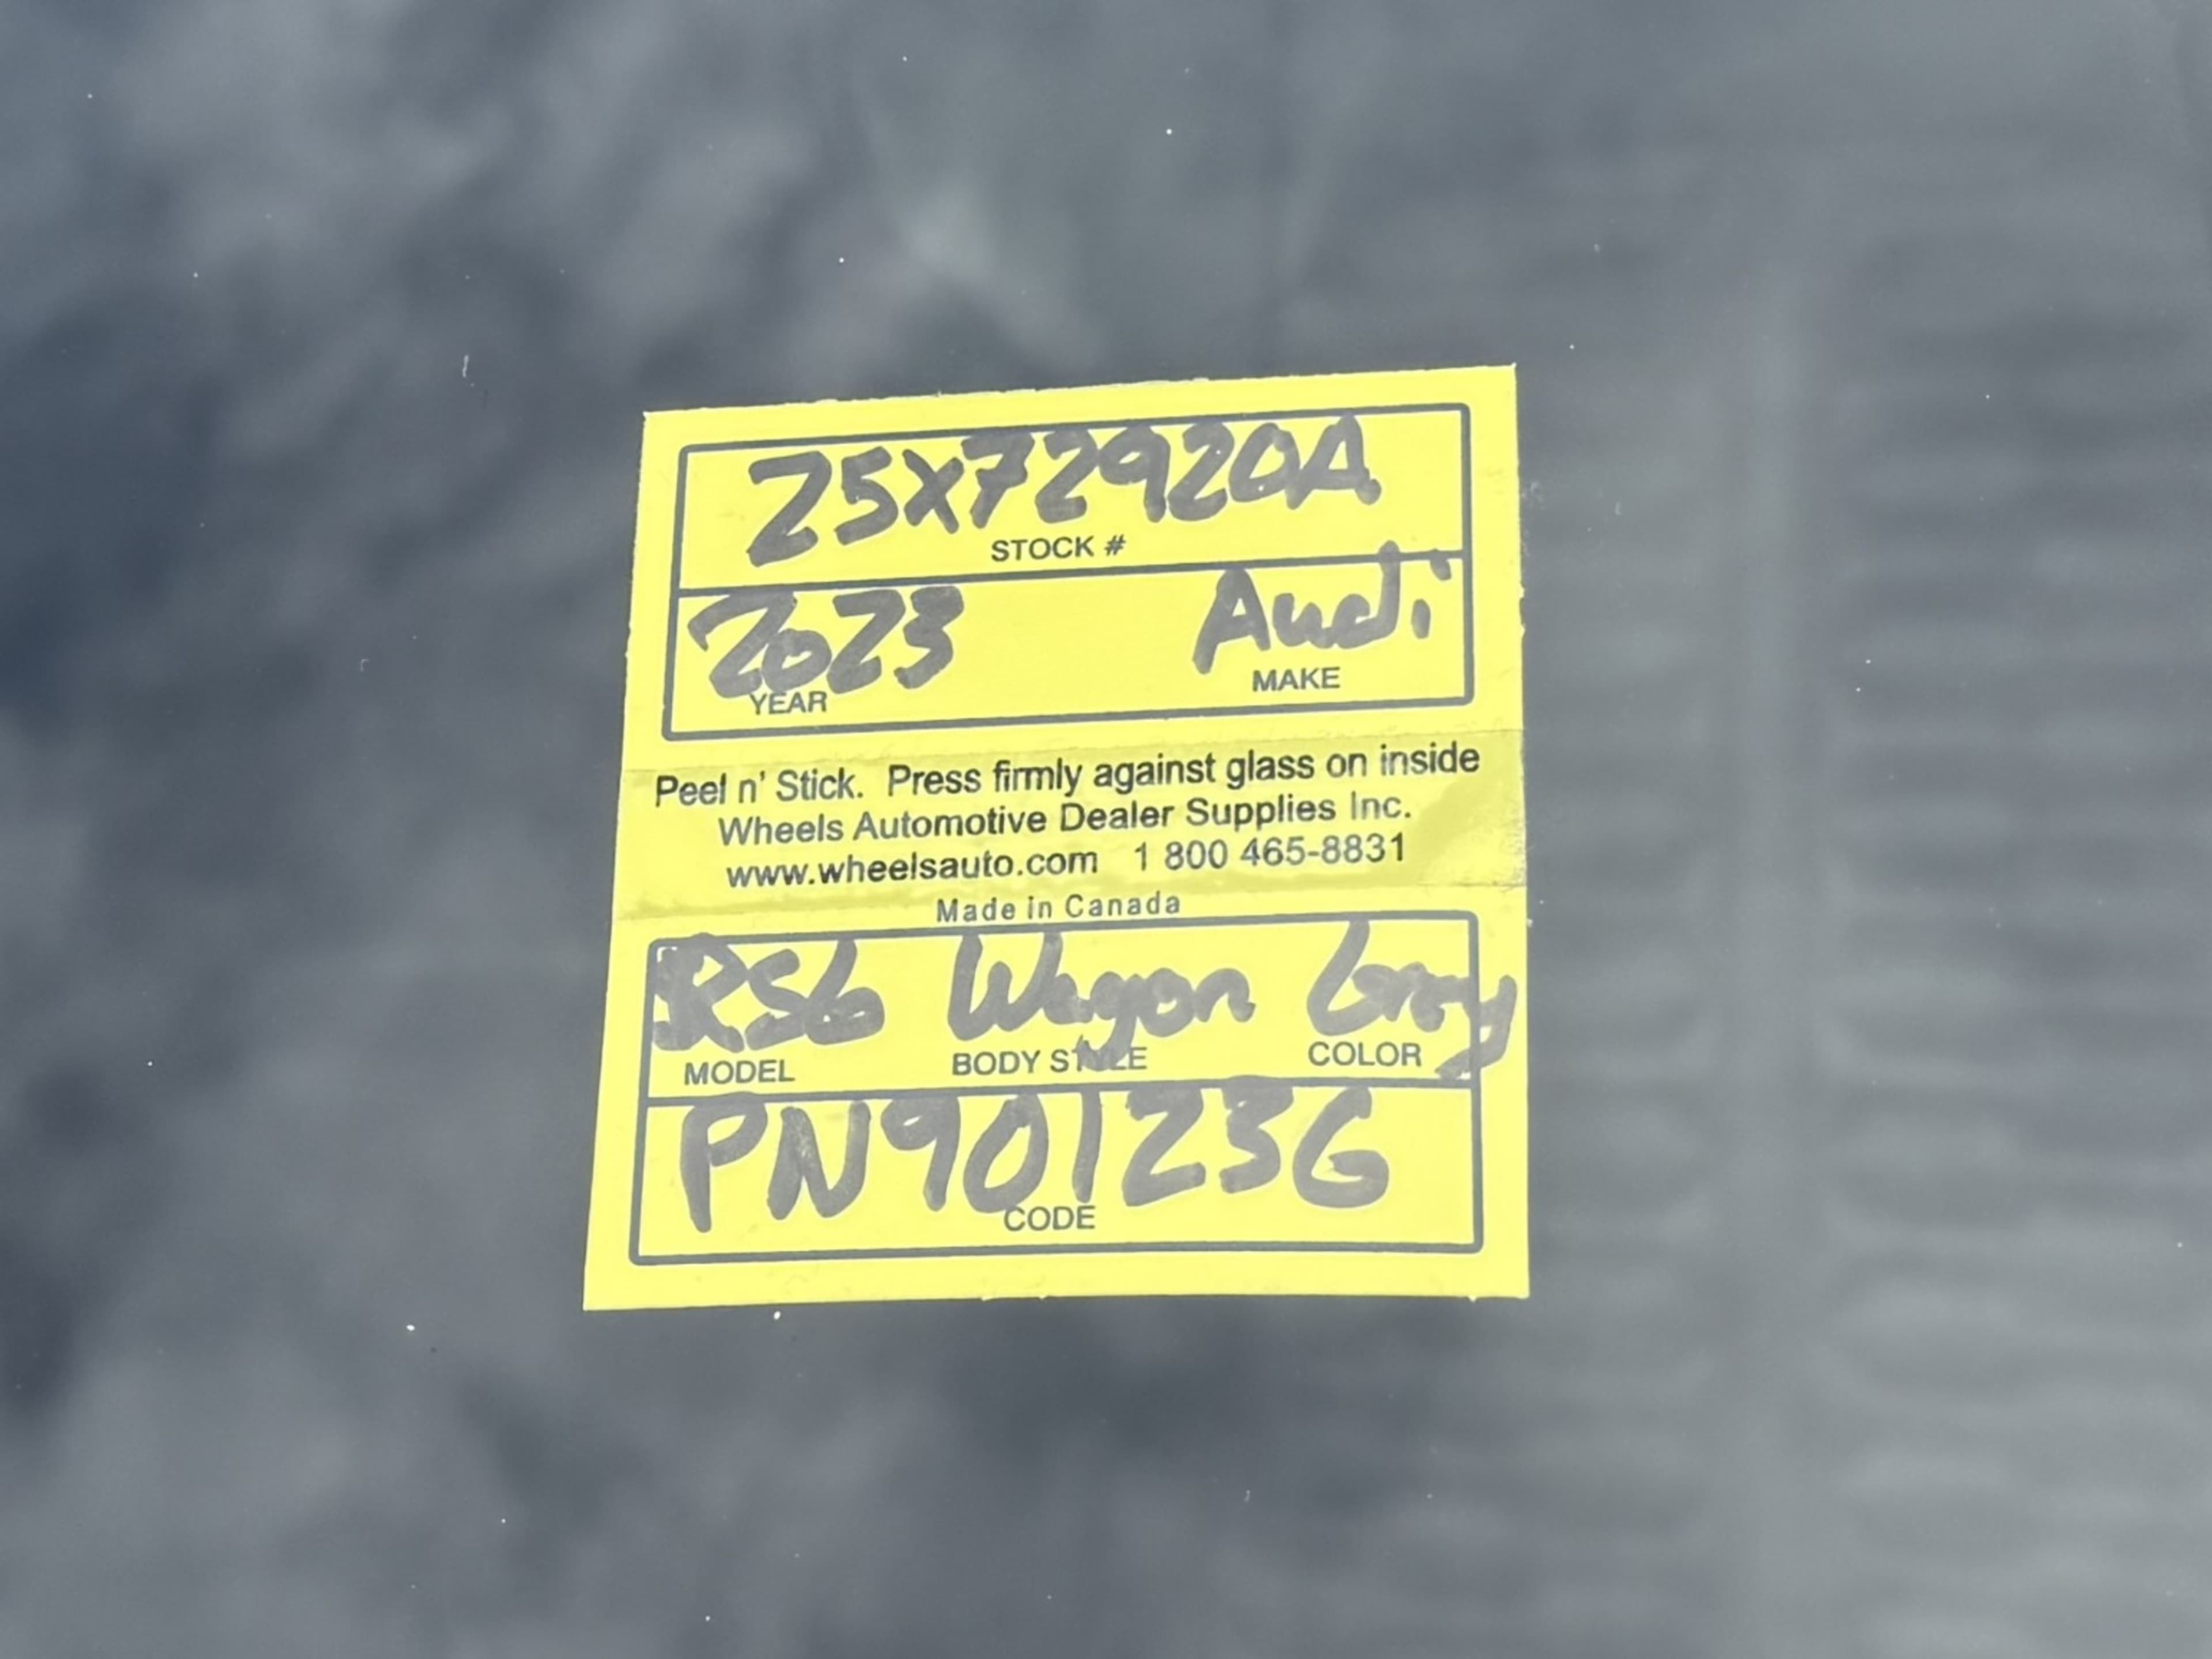 25X72920A
STOCK #
2023 Audi
YEAR MAKE
Peel n' Stick. Press firmly against glass on inside
Wheels Automotive Dealer Supplies Inc.
www.wheelsauto.com 1 800 465-8831
Made in Canada
RS6 Wagon Grey
MODEL BODY STYLE COLOR
PN90123G
CODE